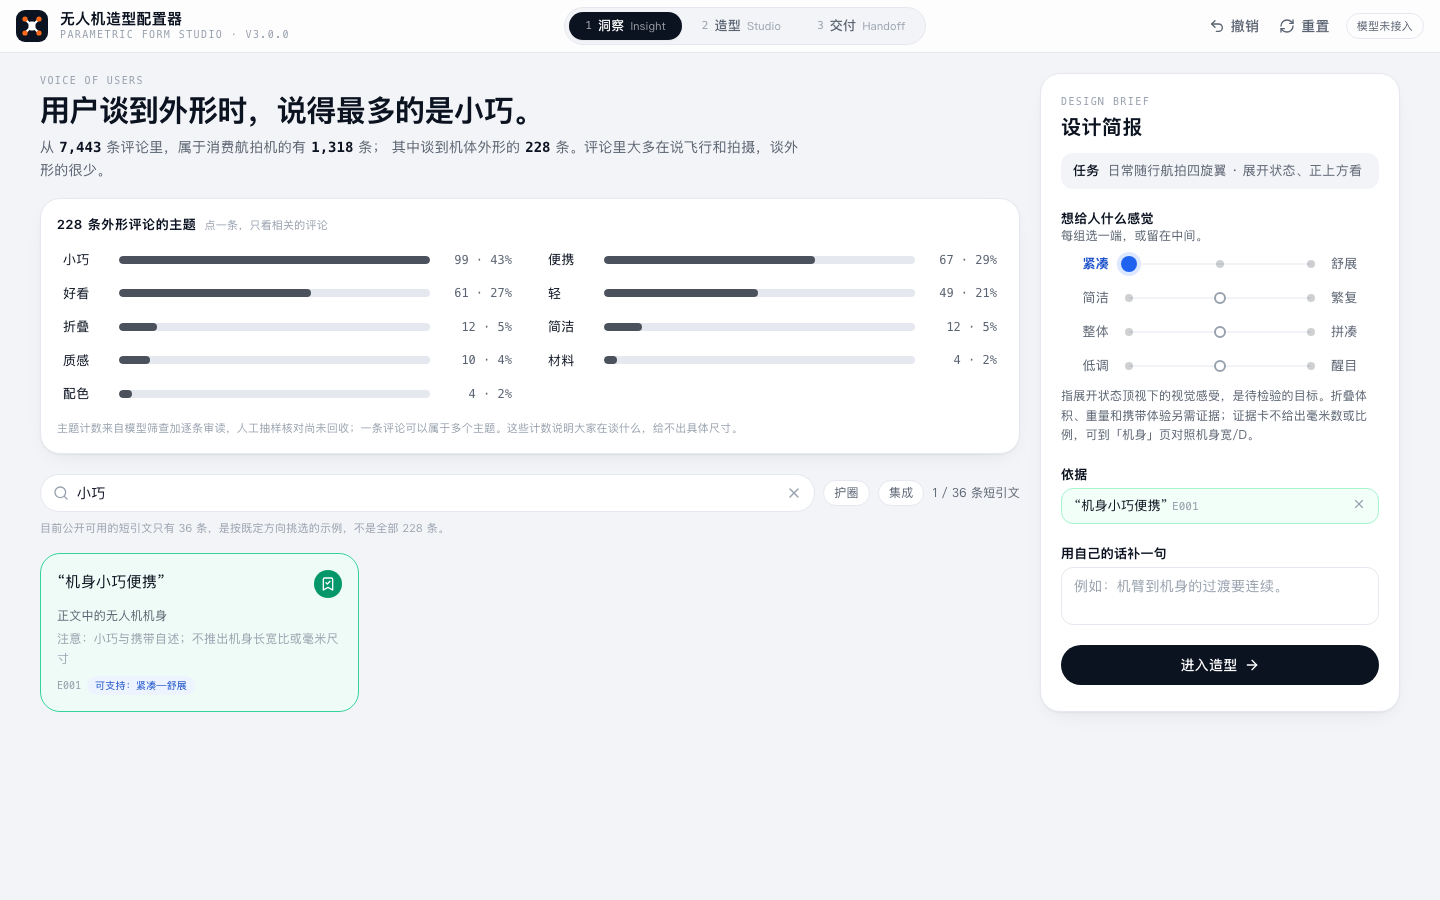 无人机造型配置器
PARAMETRIC FORM STUDIO · V3.0.0
1 洞察 Insight
2 造型 Studio
3 交付 Handoff
撤销
重置
模型未接入
VOICE OF USERS
用户谈到外形时，说得最多的是小巧。
从 7,443 条评论里，属于消费航拍机的有 1,318 条； 其中谈到机体外形的 228 条。评论里大多在说飞行和拍摄，谈外
形的很少。
228 条外形评论的主题 点一条，只看相关的评论
小巧 99 · 43%
便携 67 · 29%
好看 61 · 27%
轻 49 · 21%
折叠 12 · 5%
简洁 12 · 5%
质感 10 · 4%
材料 4 · 2%
配色 4 · 2%
主题计数来自模型筛查加逐条审读，人工抽样核对尚未回收；一条评论可以属于多个主题。这些计数说明大家在谈什么，给不出具体尺寸。
小巧
护圈
集成
1 / 36 条短引文
目前公开可用的短引文只有 36 条，是按既定方向挑选的示例，不是全部 228 条。
“机身小巧便携”
正文中的无人机机身
注意：小巧与携带自述；不推出机身长宽比或毫米尺
寸
E001 可支持：紧凑—舒展
DESIGN BRIEF
设计简报
任务 日常随行航拍四旋翼 · 展开状态、正上方看
想给人什么感觉
每组选一端，或留在中间。
紧凑 舒展
简洁 繁复
整体 拼凑
低调 醒目
指展开状态顶视下的视觉感受，是待检验的目标。折叠体
积、重量和携带体验另需证据；证据卡不给出毫米数或比
例，可到「机身」页对照机身宽/D。
依据
“机身小巧便携” E001
用自己的话补一句
例如：机臂到机身的过渡要连续。
进入造型